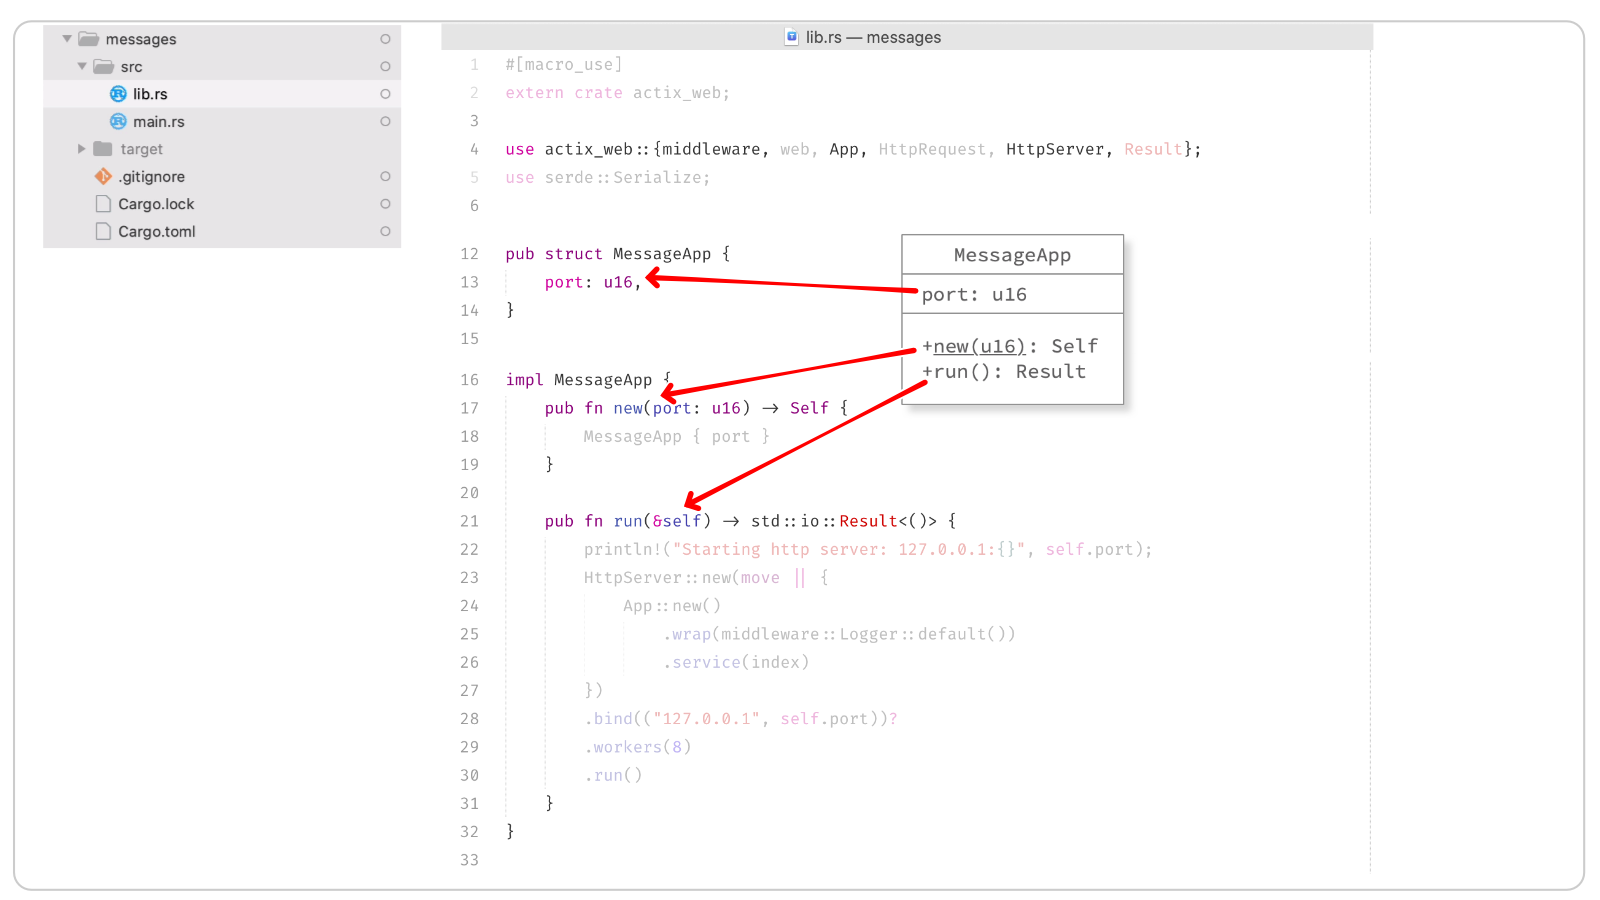 messages
src
lib.rs
main.rs
target
.gitignore
Cargo.lock
Cargo.toml
lib.rs — messages
1 #[macro_use]
2 extern crate actix_web;
3
4 use actix_web::{middleware, web, App, HttpRequest, HttpServer, Result};
5 use serde::Serialize;
6
12 pub struct MessageApp {
13 port: u16,
14 }
15
16 impl MessageApp {
17 pub fn new(port: u16) -> Self {
18 MessageApp { port }
19 }
20
21 pub fn run(&self) -> std::io::Result<()> {
22 println!("Starting http server: 127.0.0.1:{}", self.port);
23 HttpServer::new(move || {
24 App::new()
25 .wrap(middleware::Logger::default())
26 .service(index)
27 })
28 .bind(("127.0.0.1", self.port))?
29 .workers(8)
30 .run()
31 }
32 }
33
MessageApp
port: u16
+new(u16): Self
+run(): Result